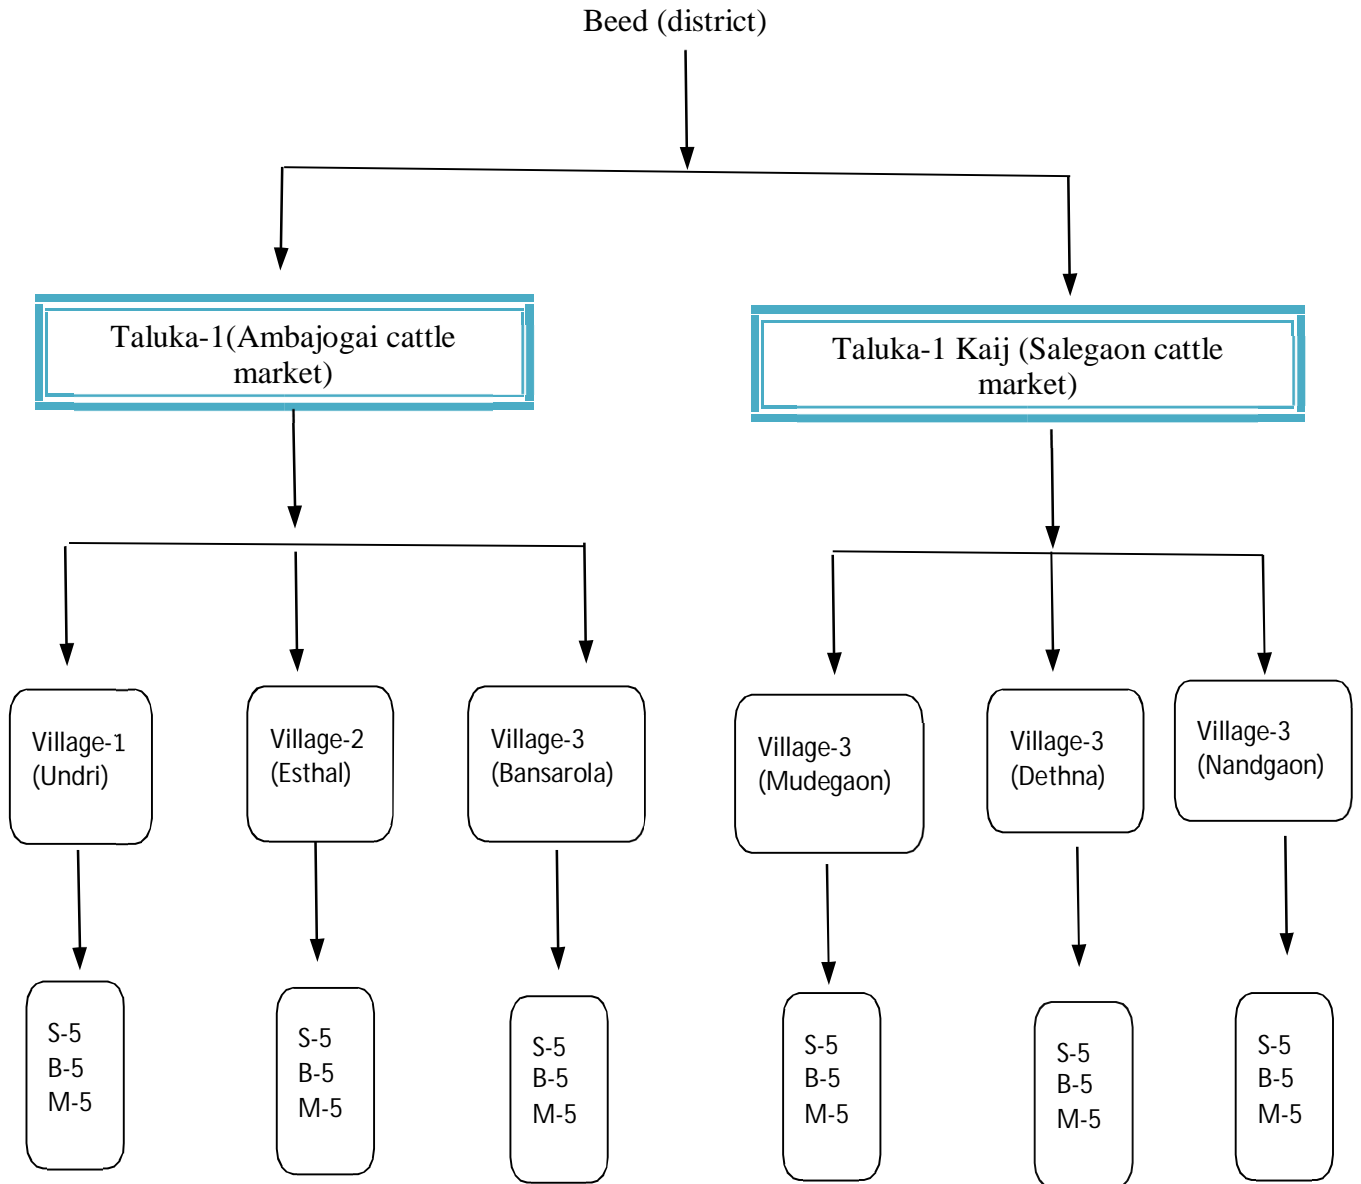 Beed (district)
Taluka-1(Ambajogai cattle
market)
Taluka-1 Kaij (Salegaon cattle
market)
Village-1
(Undri)
Village-2
(Esthal)
Village-3
(Bansarola)
Village-3
(Mudegaon)
Village-3
(Dethna)
Village-3
(Nandgaon)
S-5
B-5
M-5
S-5
B-5
M-5
S-5
B-5
M-5
S-5
B-5
M-5
S-5
B-5
M-5
S-5
B-5
M-5